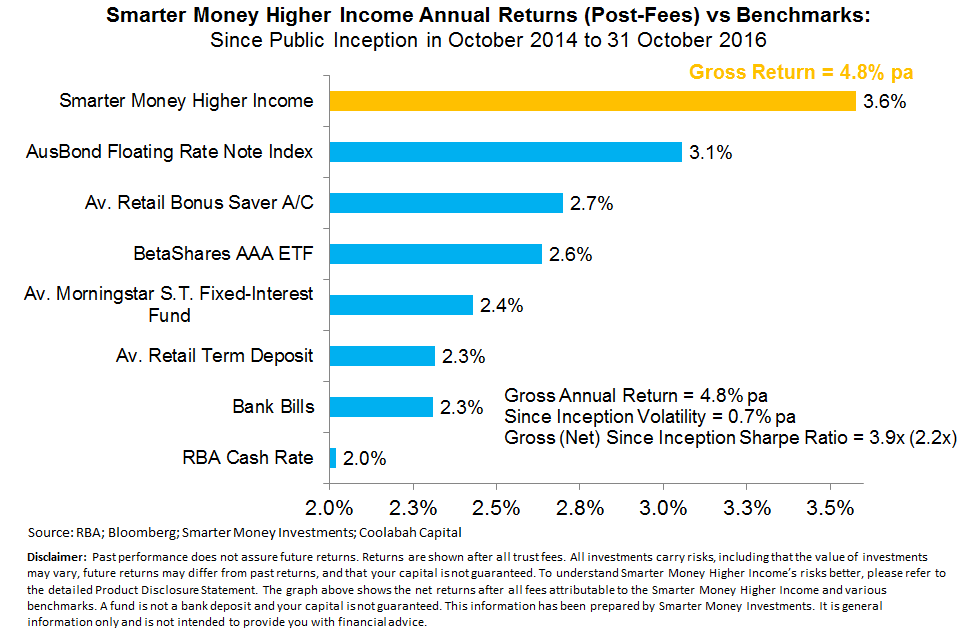 Smarter Money Higher Income Annual Returns (Post-Fees) vs Benchmarks:
Since Public Inception in October 2014 to 31 October 2016
Gross Return = 4.8% pa
Smarter Money Higher Income 3.6%
AusBond Floating Rate Note Index 3.1%
Av. Retail Bonus Saver A/C 2.7%
BetaShares AAA ETF 2.6%
Av. Morningstar S.T. Fixed-Interest
Fund 2.4%
Av. Retail Term Deposit 2.3%
Bank Bills 2.3%
RBA Cash Rate 2.0%
Gross Annual Return = 4.8% pa
Since Inception Volatility = 0.7% pa
Gross (Net) Since Inception Sharpe Ratio = 3.9x (2.2x)
2.0% 2.3% 2.5% 2.8% 3.0% 3.3% 3.5%
Source: RBA; Bloomberg; Smarter Money Investments; Coolabah Capital
Disclaimer: Past performance does not assure future returns. Returns are shown after all trust fees. All investments carry risks, including that the value of investments
may vary, future returns may differ from past returns, and that your capital is not guaranteed. To understand Smarter Money Higher Income's risks better, please refer to
the detailed Product Disclosure Statement. The graph above shows the net returns after all fees attributable to the Smarter Money Higher Income and various
benchmarks. A fund is not a bank deposit and your capital is not guaranteed. This information has been prepared by Smarter Money Investments. It is general
information only and is not intended to provide you with financial advice.